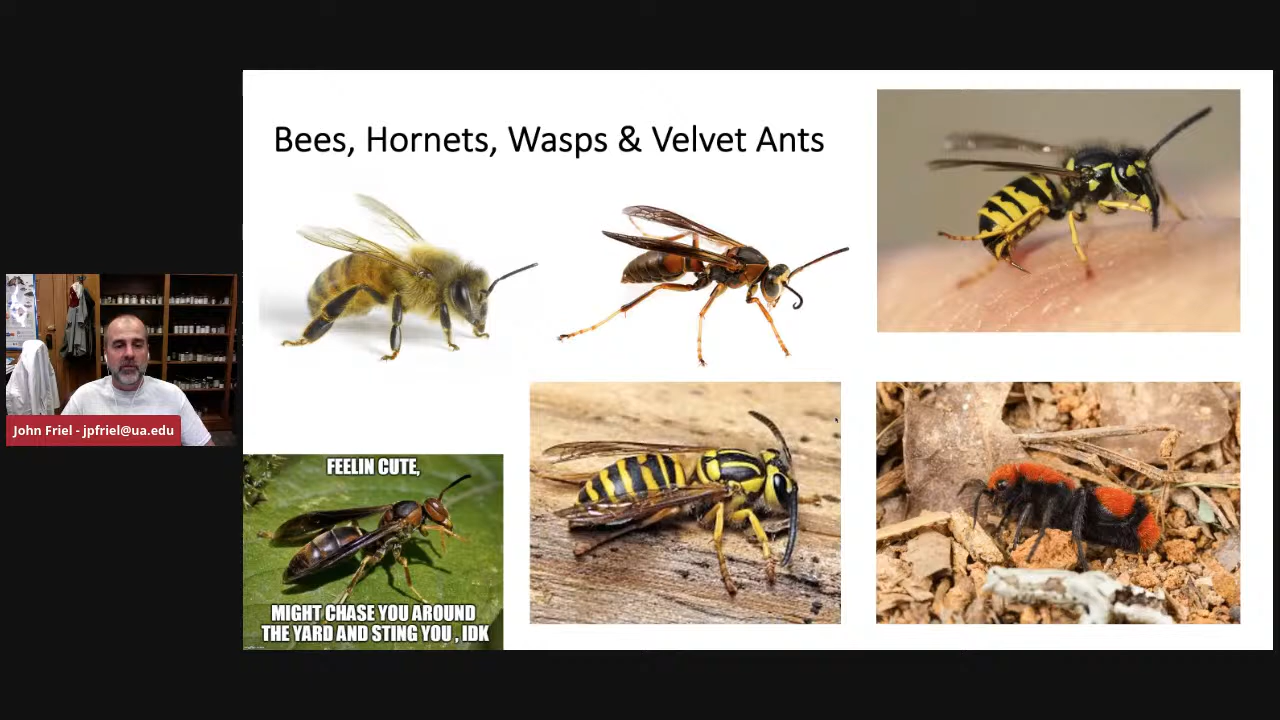 Bees, Hornets, Wasps & Velvet Ants
John Friel - jpfriel@ua.edu
FEELIN CUTE,
MIGHT CHASE YOU AROUND
THE YARD AND STING YOU , IDK